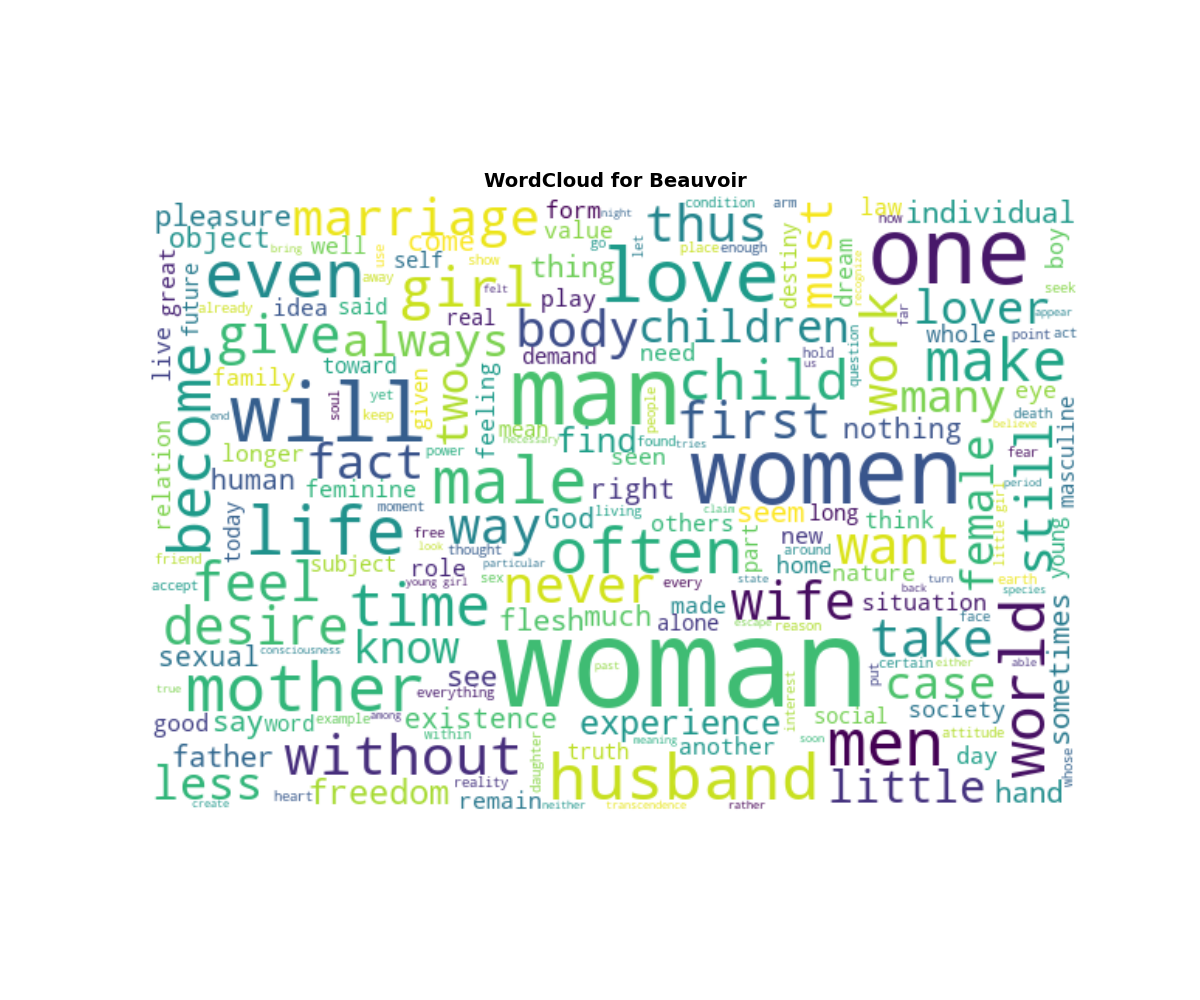 WordCloud for Beauvoir
pleasure marriage form night love thus condition arm must law now individual
object bring well use come value go let place enough destiny dream recognize one boy
live great future even away self show girl felt thing seek
already idea said real play body children far lover appear
give always demand need question work whole point act
become toward two feeling man hold us make
family soul yet given child many eye
end will keep mean people first nothing death believe masculine
relation longer fact power necessary find found tries women female still fear
human feminine male seen right period
today life moment way God living others claim seem long think little girl young
friend free look thought often part new around want
accept feel subject role young girl particular sex never every state home nature back turn earth species
desire time flesh much made alone wife escape reason situation face world sometimes
sexual consciousness know woman past take certain either able
true mother see everything interest put case
good say word example among existence experience social society attitude
father without within daughter truth meaning another soon men day whose
less create heart freedom reality remain neither husband transcendence rather little hand